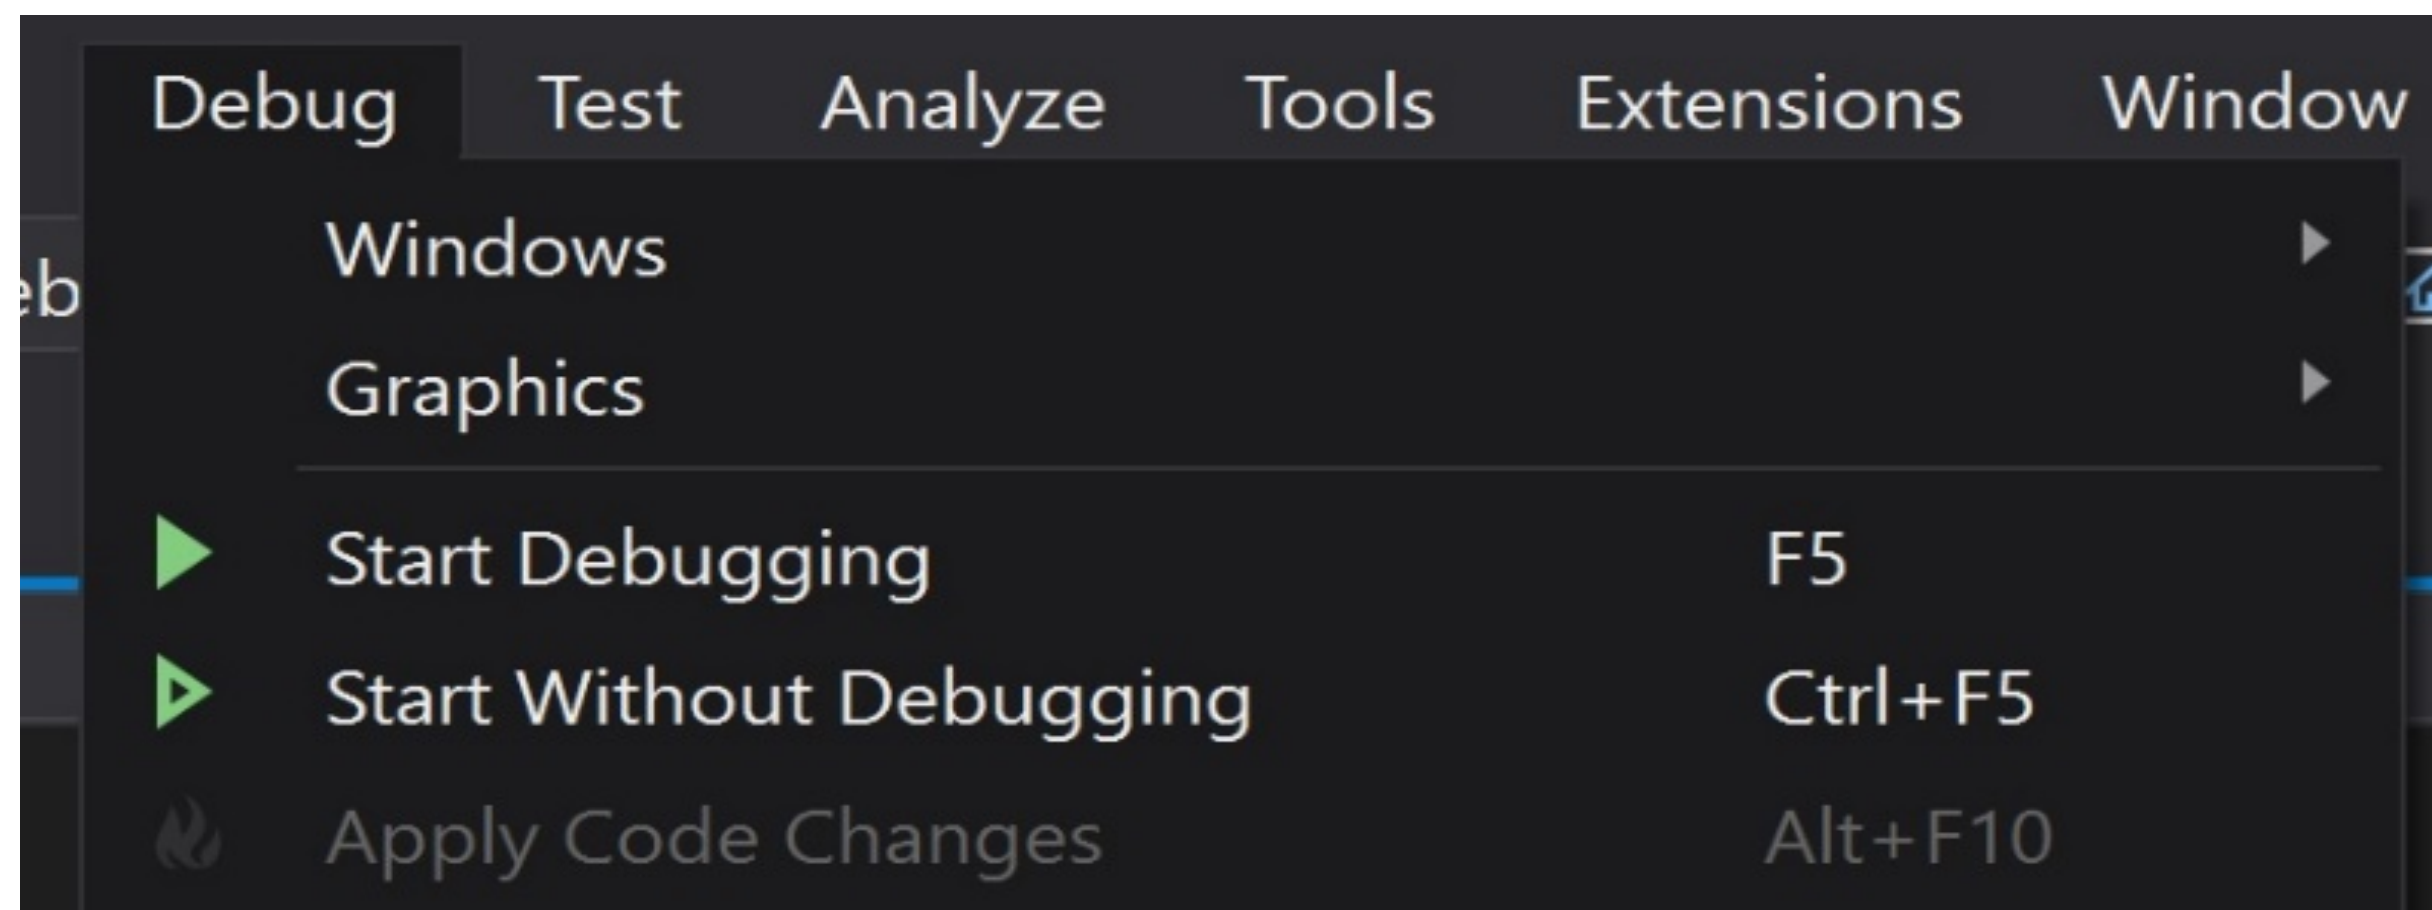 Debug Test Analyze Tools Extensions Window
Windows
Graphics
Start Debugging F5
Start Without Debugging Ctrl+F5
Apply Code Changes Alt+F10